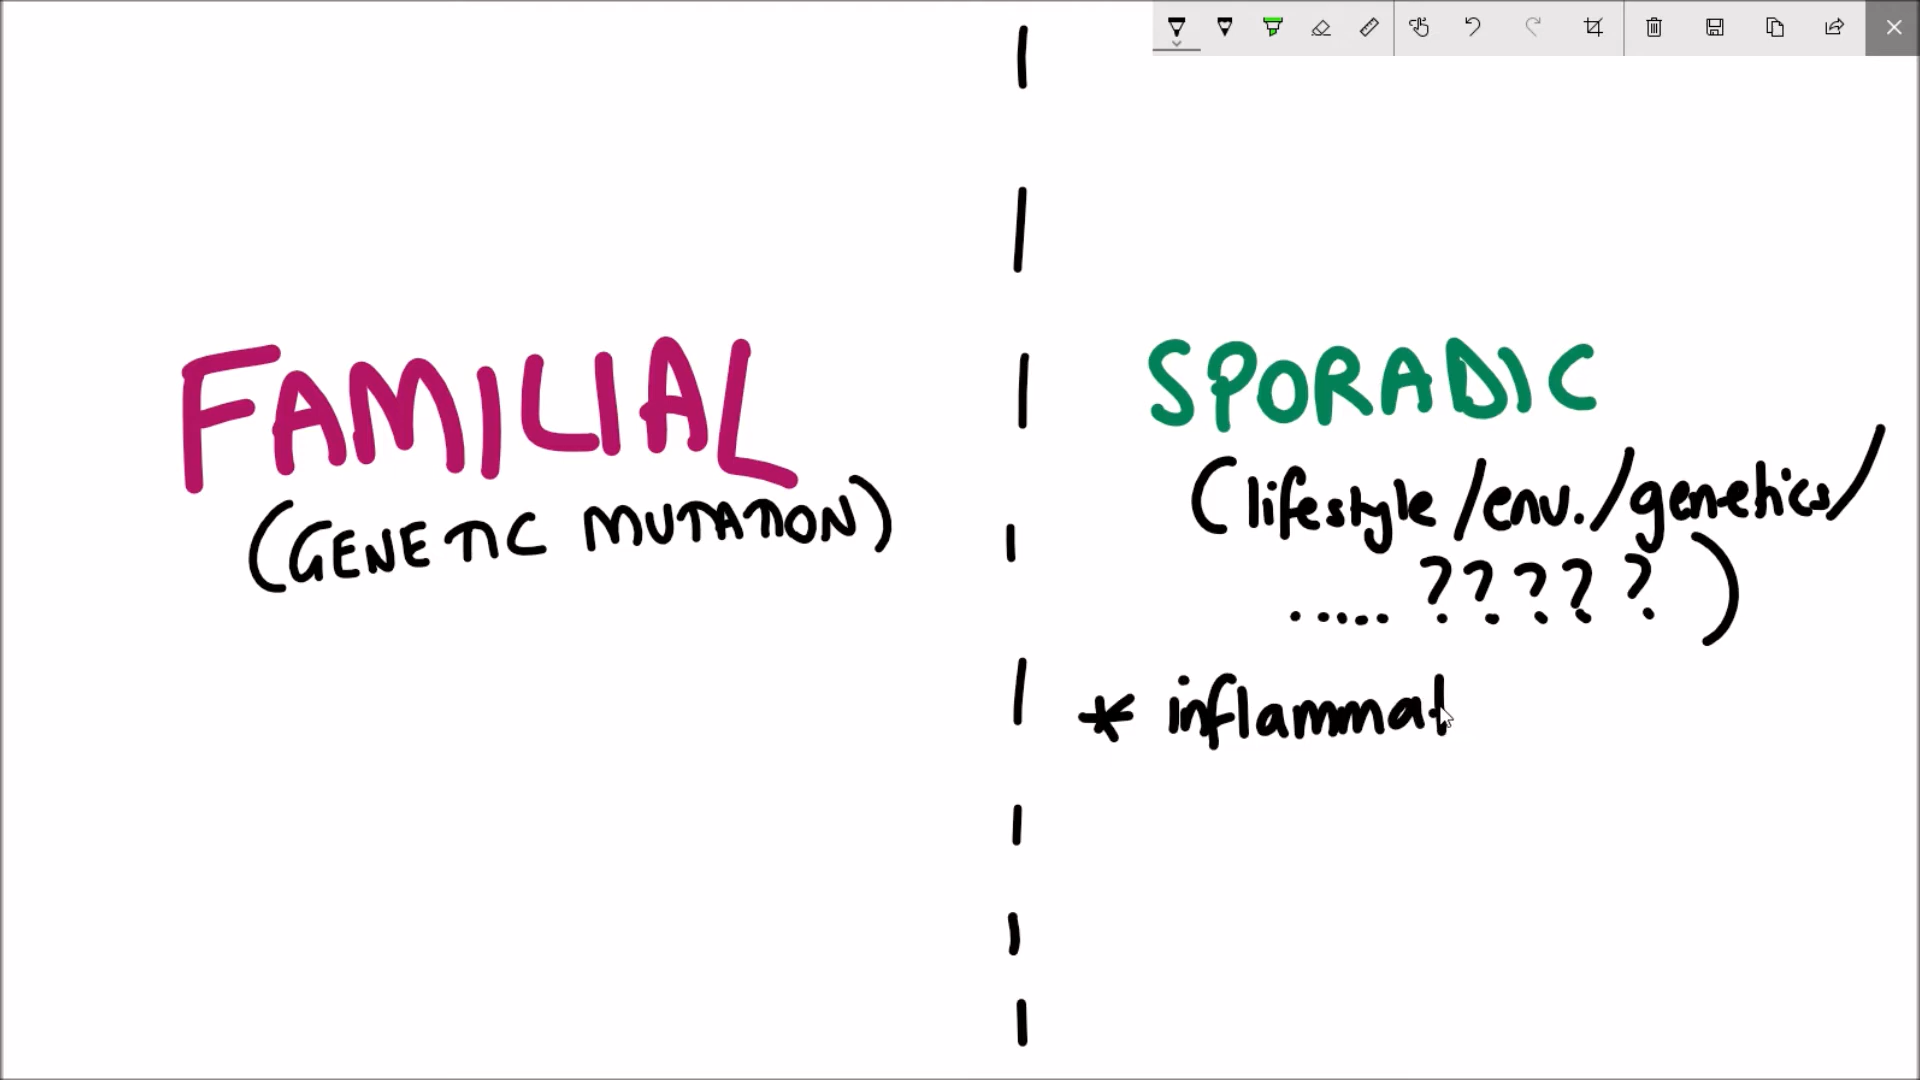 FAMILIAL
(GENETIC MUTATION)
SPORADIC
(lifestyle/env./genetics/
..... ?????)
* inflammat